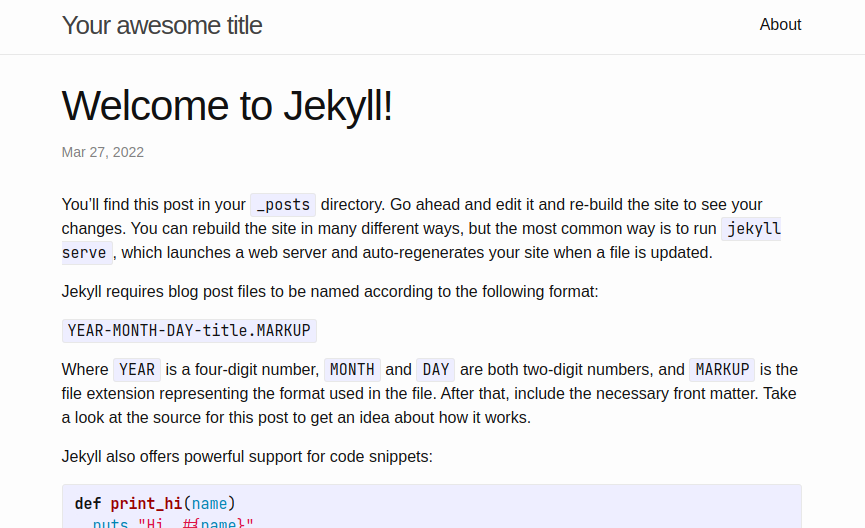 Your awesome title
About
Welcome to Jekyll!
Mar 27, 2022
You’ll find this post in your _posts directory. Go ahead and edit it and re-build the site to see your
changes. You can rebuild the site in many different ways, but the most common way is to run jekyll
serve, which launches a web server and auto-regenerates your site when a file is updated.
Jekyll requires blog post files to be named according to the following format:
YEAR-MONTH-DAY-title.MARKUP
Where YEAR is a four-digit number, MONTH and DAY are both two-digit numbers, and MARKUP is the
file extension representing the format used in the file. After that, include the necessary front matter. Take
a look at the source for this post to get an idea about how it works.
Jekyll also offers powerful support for code snippets:
def print_hi(name)
puts "Hi, #{name}"